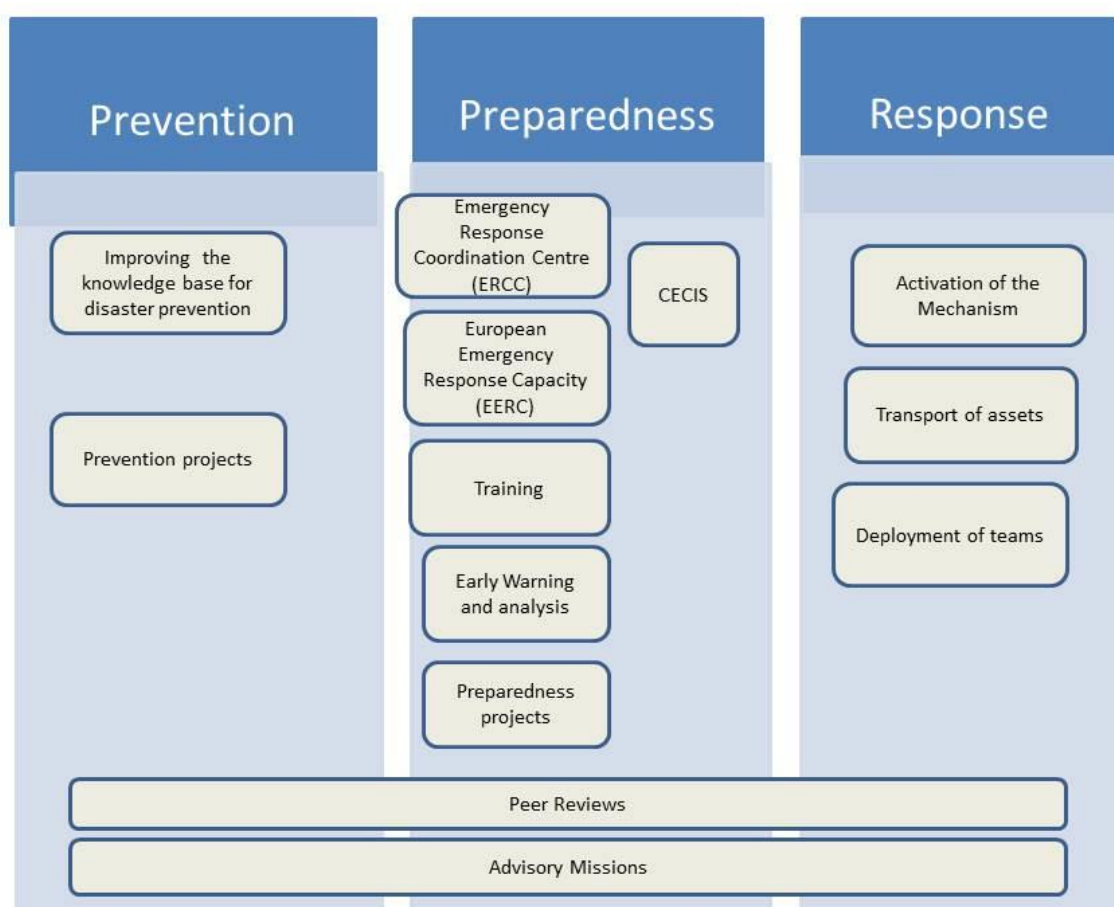 Prevention
Improving the
knowledge base for
disaster prevention
Prevention projects
Preparedness
Emergency
Response
Coordination Centre
(ERCC)
CECIS
European
Emergency
Response Capacity
(EERC)
Training
Early Warning
and analysis
Preparedness
projects
Response
Activation of the
Mechanism
Transport of assets
Deployment of teams
Peer Reviews
Advisory Missions